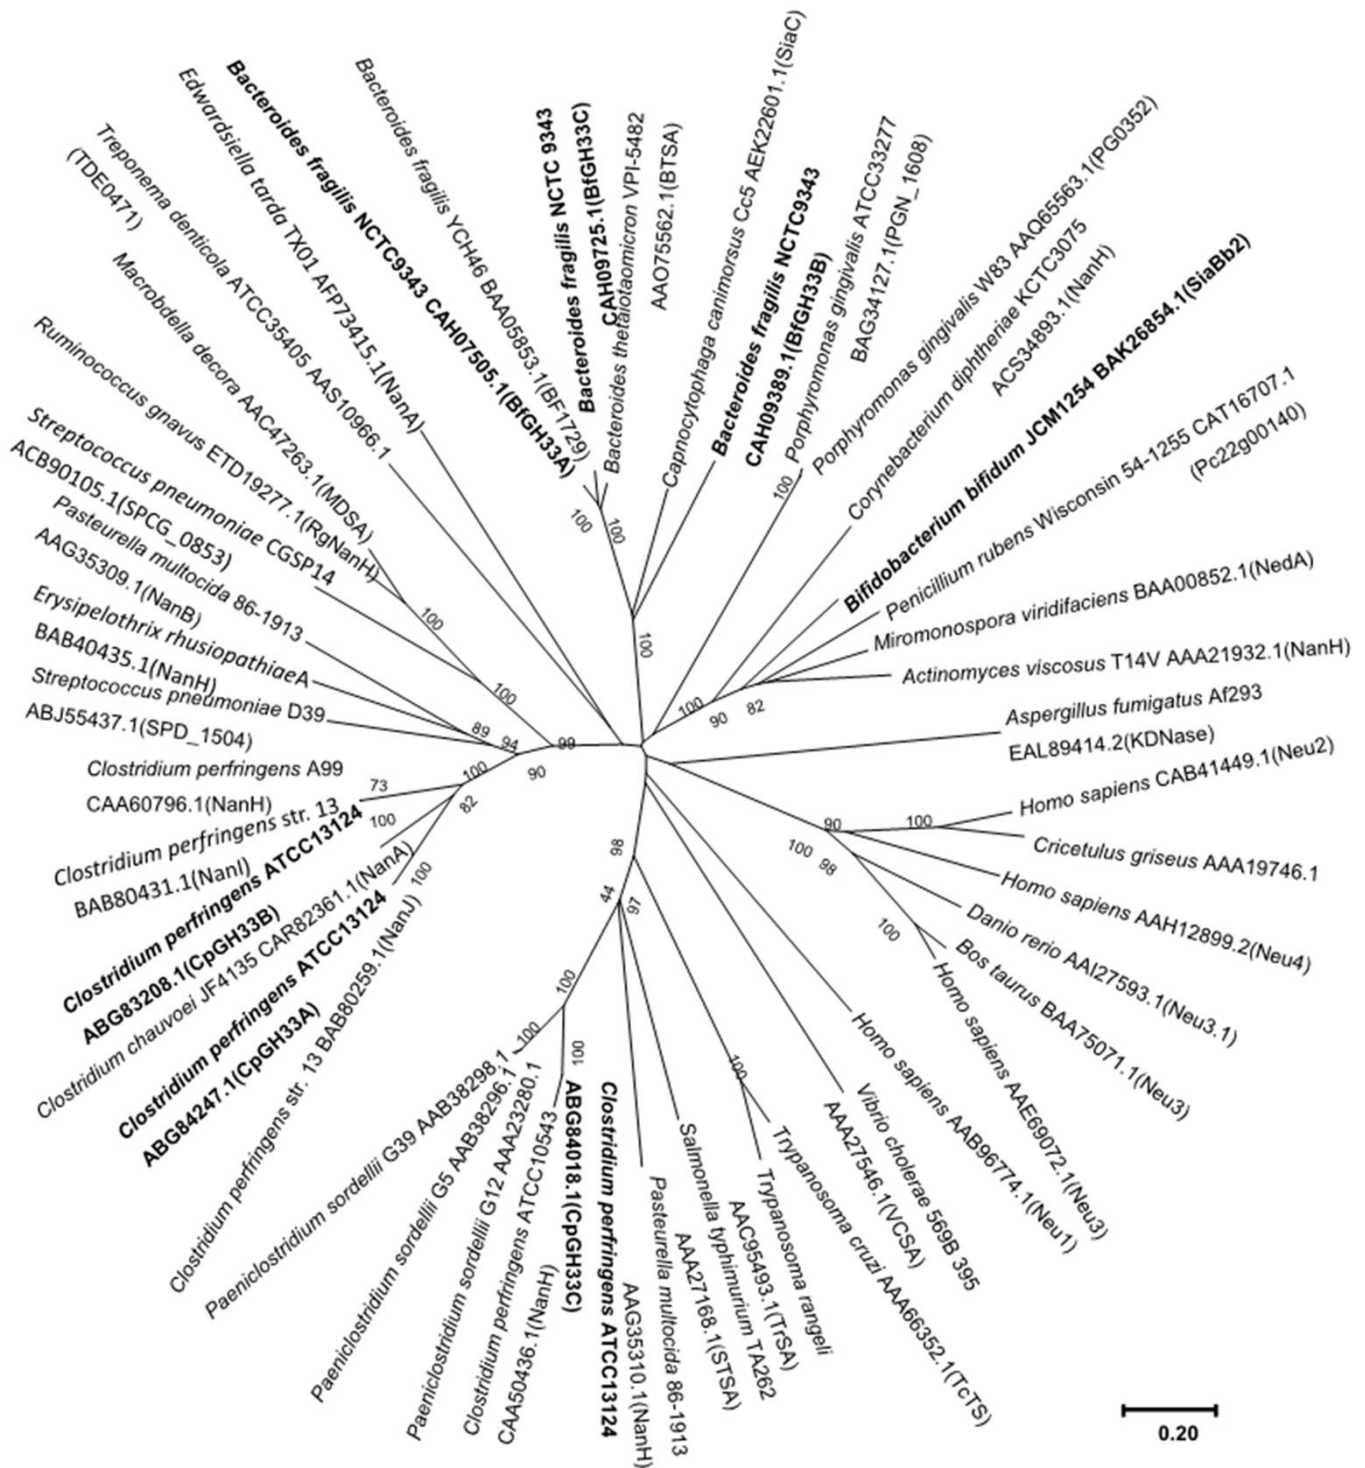 Capnocytophaga canimorsus Cc5 AEK22601.1(SiaC)
Bacteroides fragilis NCTC9343
CAH09389.1(BfGH33B)
Porphyromonas gingivalis ATCC33277
BAG34127.1(PGN_1608)
Porphyromonas gingivalis W83 AAQ65563.1(PG0352)
Corynebacterium diphtheriae KCTC3075
ACS34893.1(NanH)
Bifidobacterium bifidum JCM1254 BAK26854.1(SiaBb2)
Penicillium rubens Wisconsin 54-1255 CAT16707.1
(Pc22g00140)
Miromonospora viridifaciens BAA00852.1(NedA)
Actinomyces viscosus T14V AAA21932.1(NanH)
Aspergillus fumigatus Af293
EAL89414.2(KDNase)
Homo sapiens CAB41449.1(Neu2)
Cricetulus griseus AAA19746.1
Homo sapiens AAH12899.2(Neu4)
Danio rerio AAI27593.1(Neu3.1)
Bos taurus BAA75071.1(Neu3)
Homo sapiens AAE69072.1(Neu3)
Homo sapiens AAB96774.1(Neu1)
Vibrio cholerae 569B 395
AAA27546.1(VCSA)
Trypanosoma cruzi AAA66352.1(TcTS)
Trypanosoma rangeli
AAC95493.1(TrSA)
Salmonella typhimurium TA262
AAA27168.1(STSA)
Pasteurella multocida 86-1913
AAG35310.1(NanH)
Clostridium perfringens ATCC13124
ABG84018.1(CpGH33C)
Clostridium perfringens ATCC10543
CAA50436.1(NanH)
Paeniclostridium sordellii G12 AAA23280.1
Paeniclostridium sordellii G5 AAB38296.1
Paeniclostridium sordellii G39 AAB38298.1
Clostridium perfringens str. 13 BAB80259.1(NanJ)
Clostridium perfringens ATCC13124
ABG84247.1(CpGH33A)
Clostridium chauvoei JF4135 CAR82361.1(NanA)
Clostridium perfringens ATCC13124
ABG83208.1(CpGH33B)
Clostridium perfringens str. 13
BAB80431.1(NanI)
Clostridium perfringens A99
CAA60796.1(NanH)
Streptococcus pneumoniae D39
ABJ55437.1(SPD_1504)
Erysipelothrix rhusiopathiaeA
BAB40435.1(NanH)
Pasteurella multocida 86-1913
AAG35309.1(NanB)
Streptococcus pneumoniae CGSP14
ACB90105.1(SPCG_0853)
Ruminococcus gnavus ETD19277.1(RgNanH)
Macrobdella decora AAC47263.1(MDSA)
Treponema denticola ATCC35405 AAS10966.1
(TDE0471)
Edwardsiella tarda TX01 AFP73415.1(NanA)
Bacteroides fragilis NCTC9343 CAH07505.1(BfGH33A)
Bacteroides fragilis YCH46 BAA05853.1(BF1729)
Bacteroides fragilis NCTC 9343
CAH09725.1(BfGH33C)
Bacteroides thetaiotaomicron VPI-5482
AAO75562.1(BTSA)
100
100
100
100
100
90
82
90
100
100
98
100
98
44
97
100
100
100
100
100
100
89
94
99
90
100
82
73
100
100
0.20